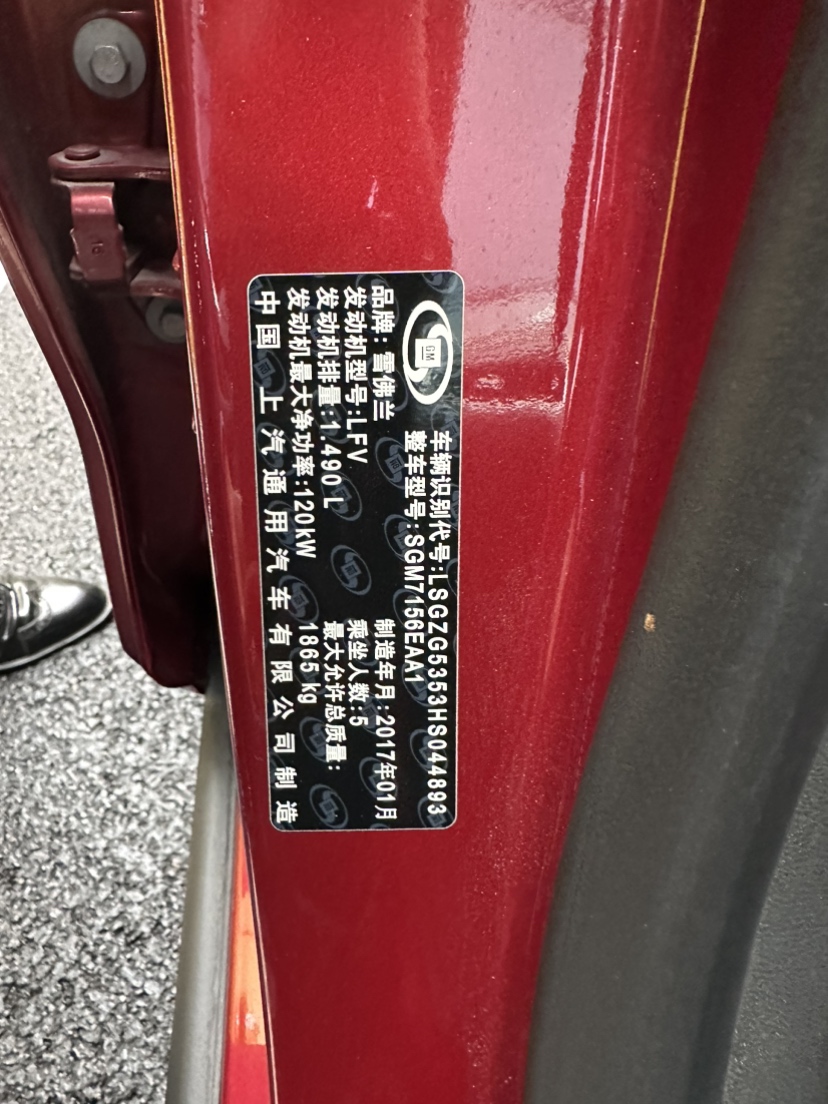 GM
车辆识别代号:LSGZG5353HS044893
整车型号:SGM7156EAA1
品牌:雪佛兰 制造年月:2017年01月
发动机型号:LFV 乘坐人数:5
发动机排量:1.490 L 最大允许总质量:
发动机最大净功率:120kW 1865 kg
中国 上汽通用汽车有限公司制造